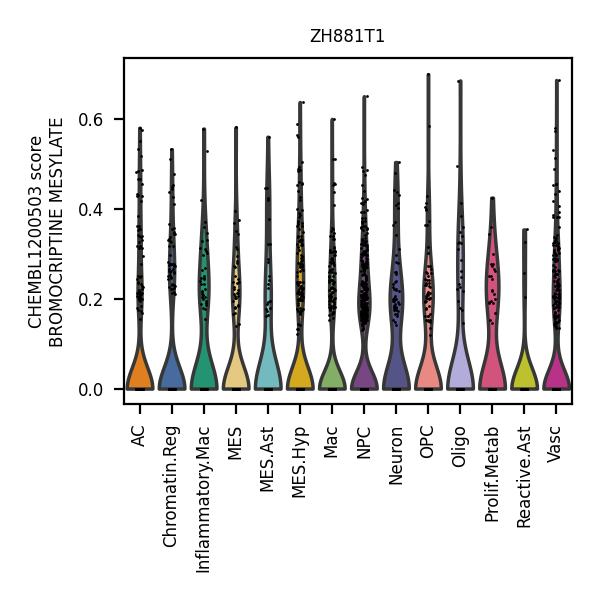 ZH881T1
CHEMBL1200503 score
BROMOCRIPTINE MESYLATE
0.6
0.4
0.2
0.0
AC
Chromatin.Reg
Inflammatory.Mac
MES
MES.Ast
MES.Hyp
Mac
NPC
Neuron
OPC
Oligo
Prolif.Metab
Reactive.Ast
Vasc